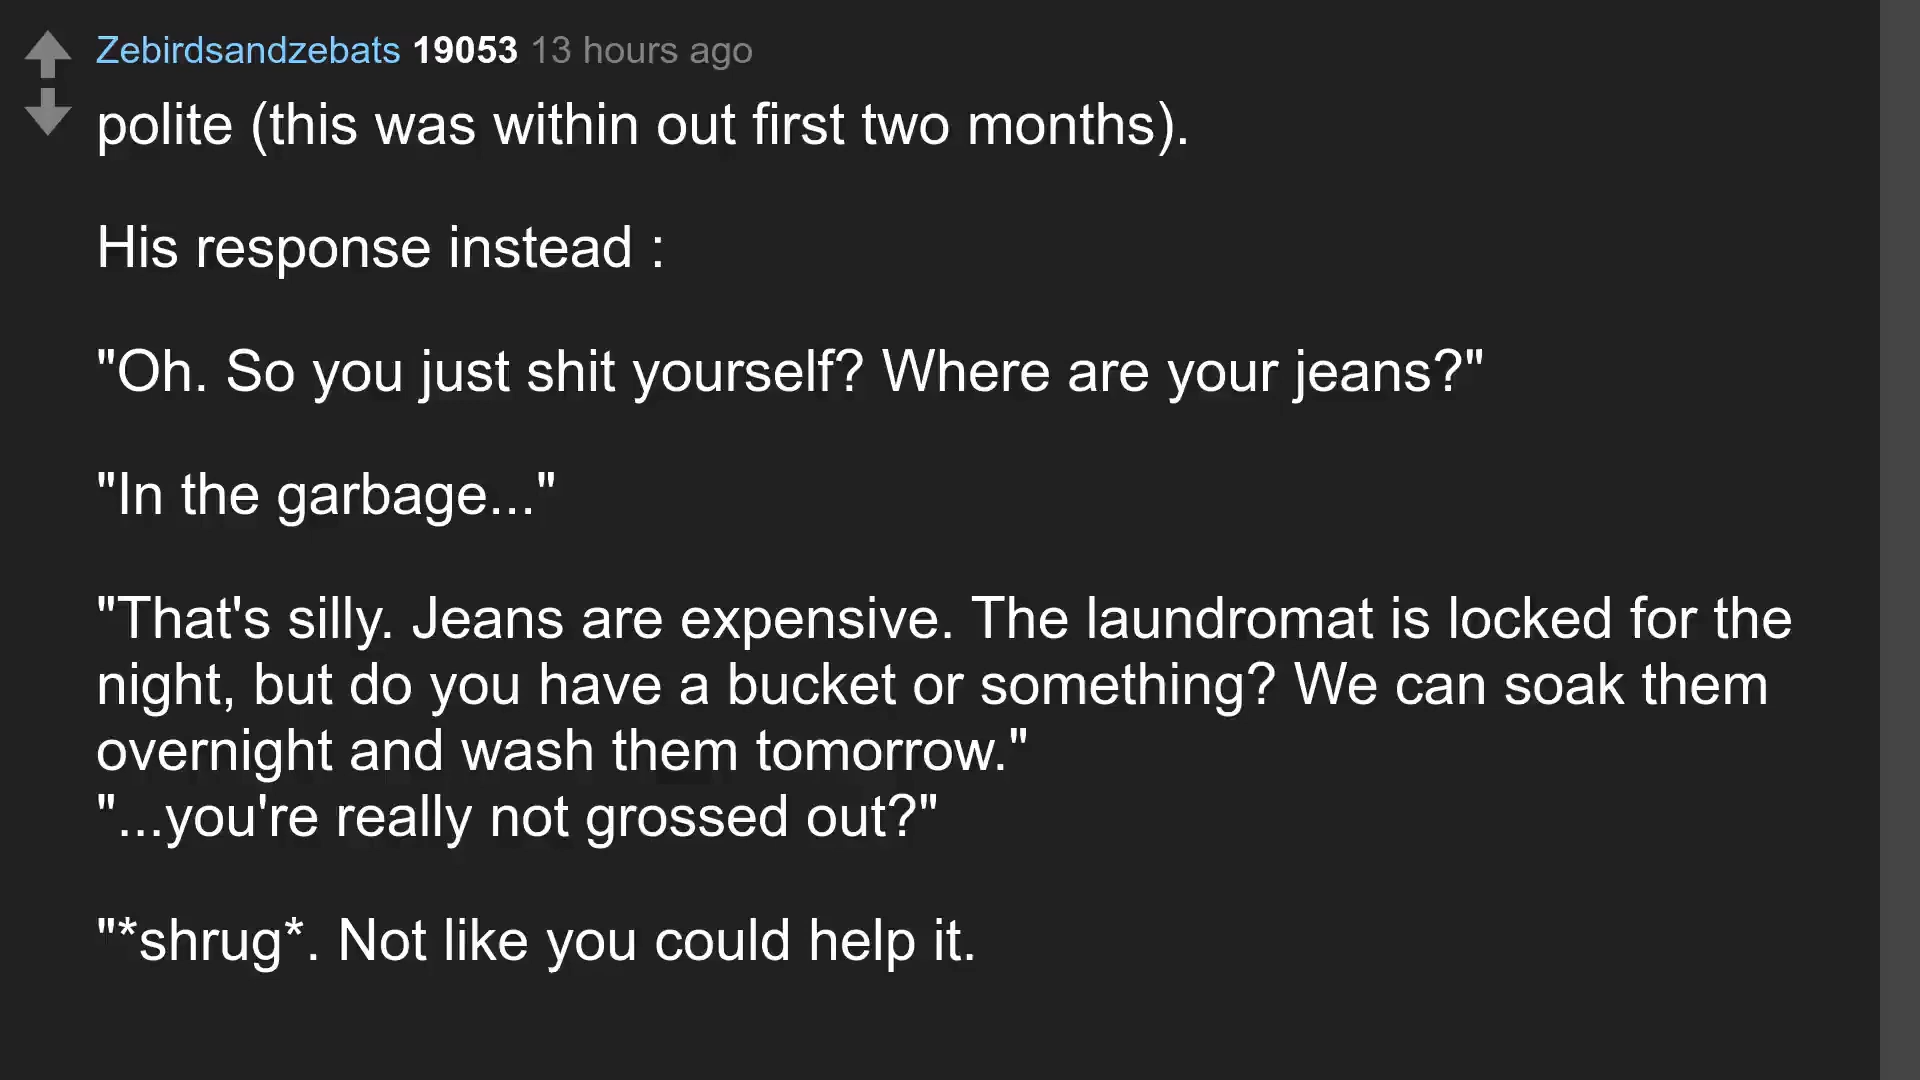 Zebirdsandzebats 19053 13 hours ago
polite (this was within out first two months).
His response instead :
"Oh. So you just shit yourself? Where are your jeans?"
"In the garbage..."
"That's silly. Jeans are expensive. The laundromat is locked for the
night, but do you have a bucket or something? We can soak them
overnight and wash them tomorrow."
"...you're really not grossed out?"
"*shrug*. Not like you could help it.